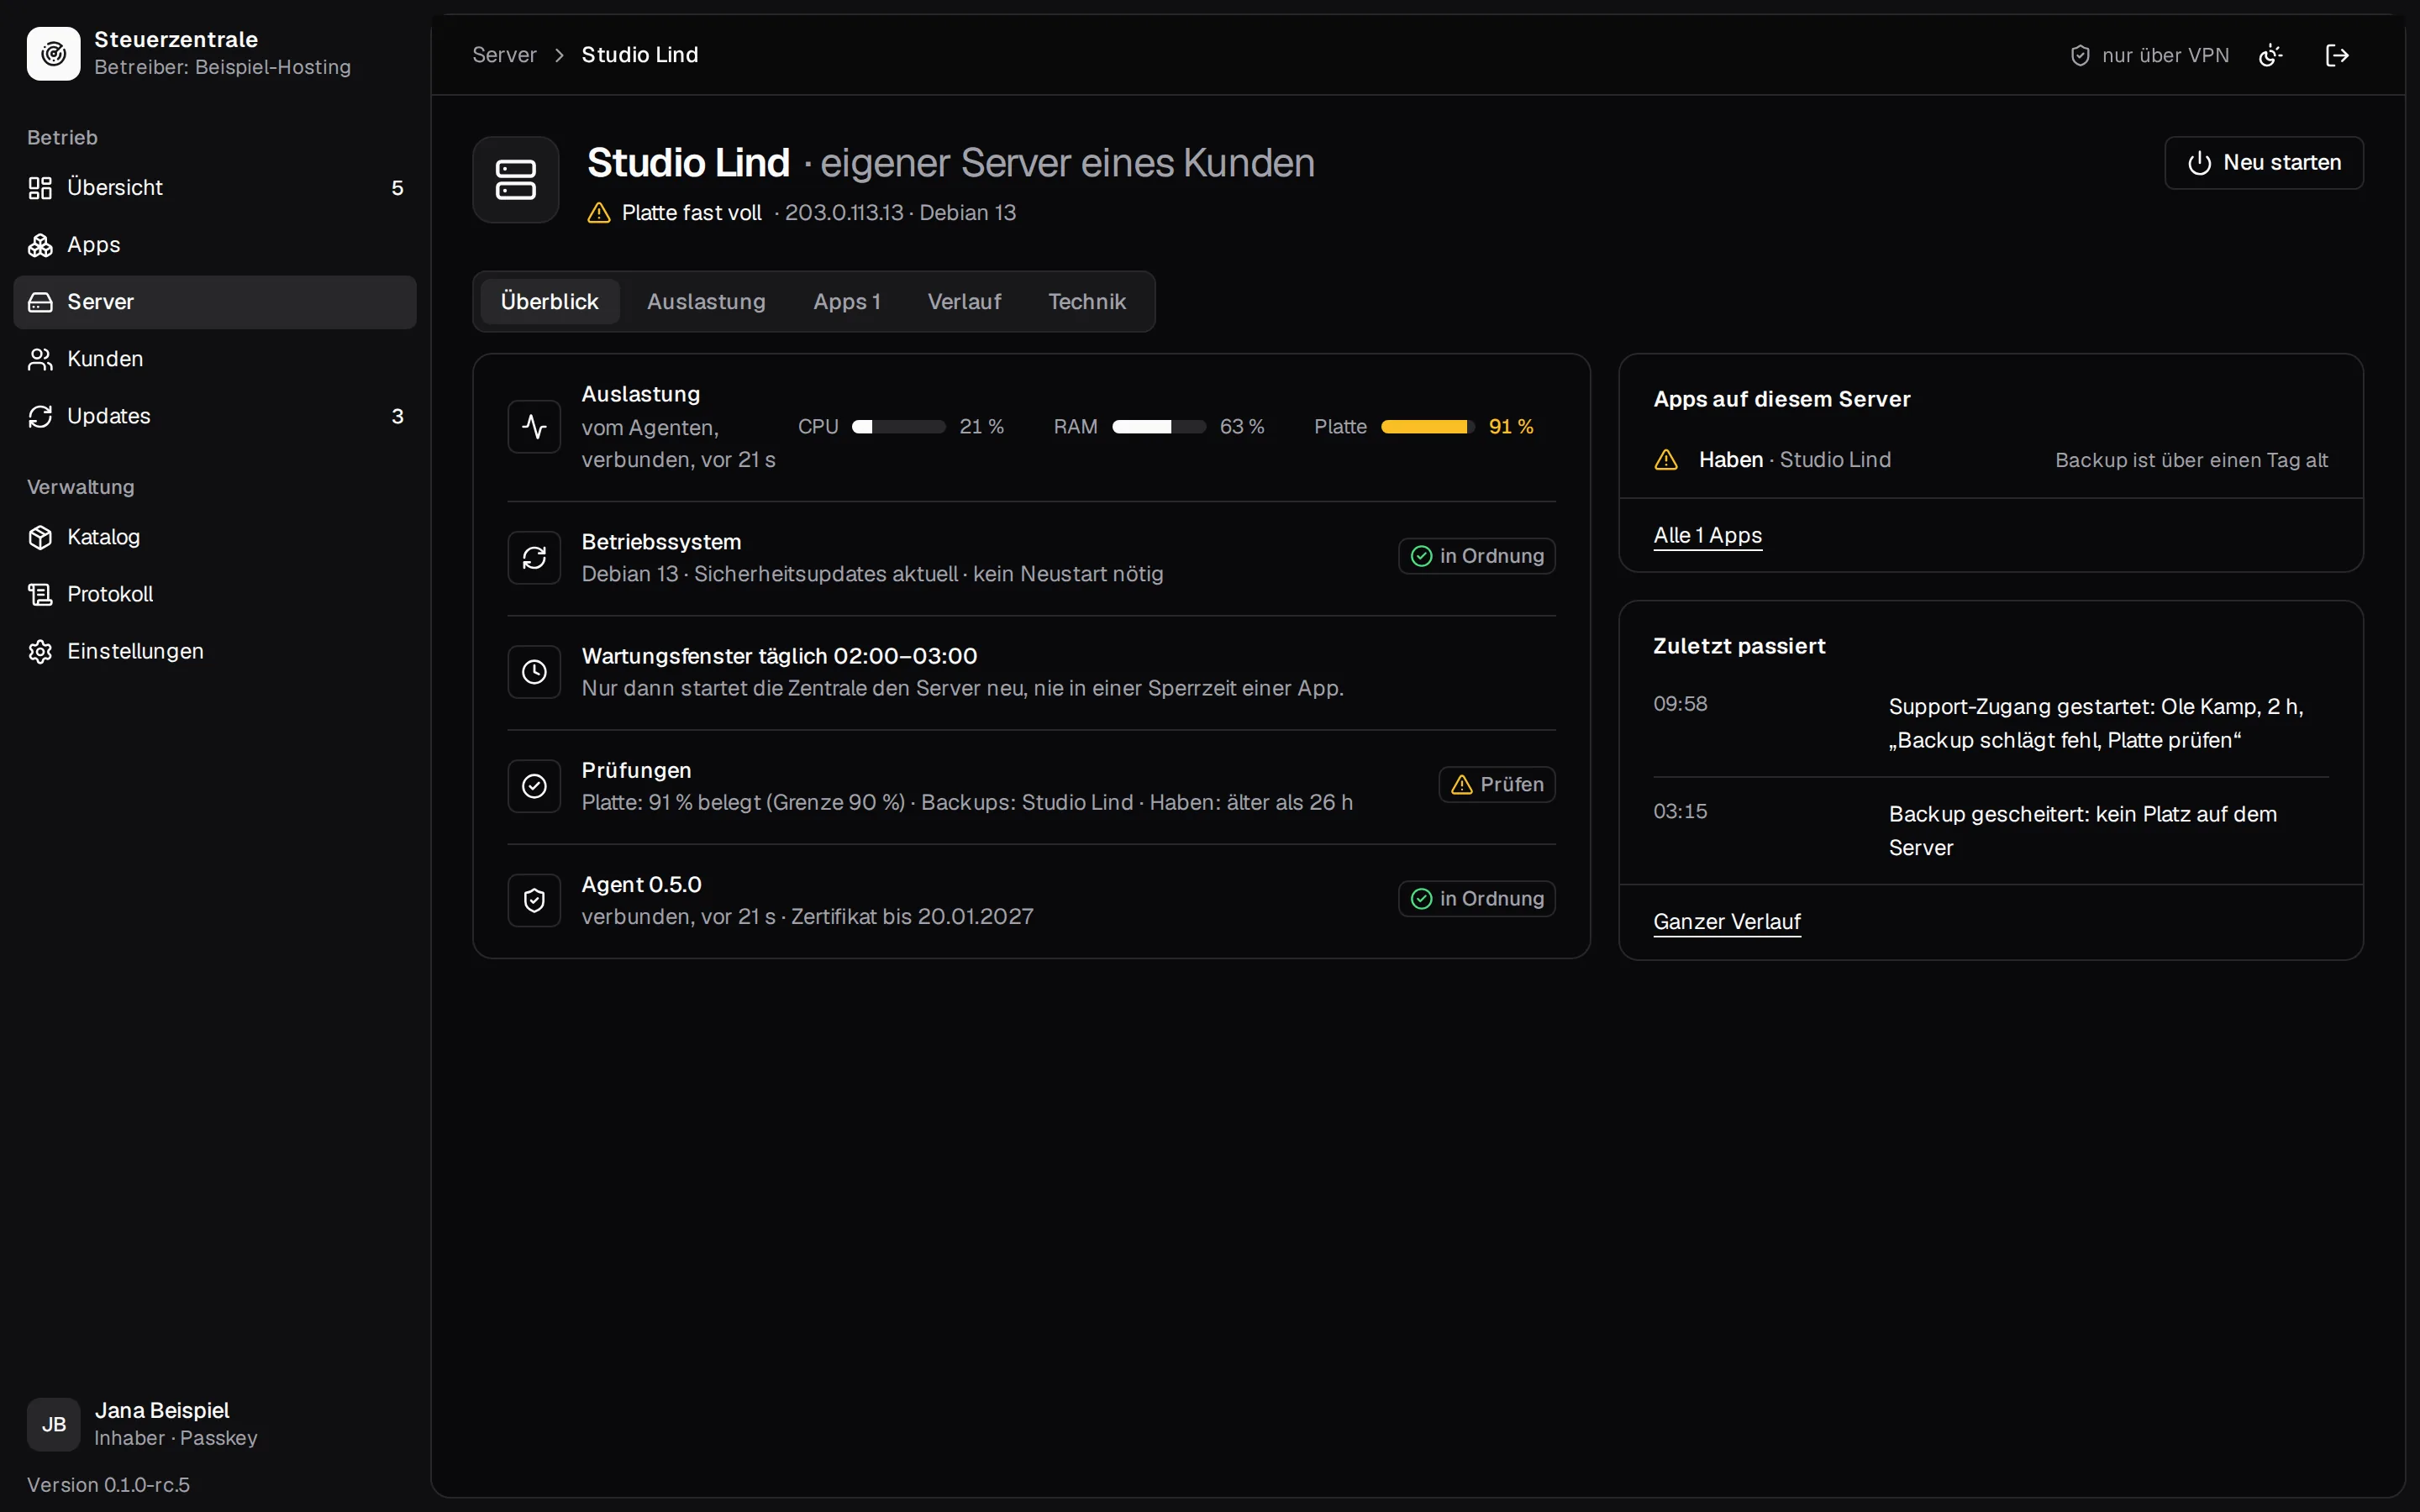 Steuerzentrale
Betreiber: Beispiel-Hosting
Betrieb
Übersicht 5
Apps
Server
Kunden
Updates 3
Verwaltung
Katalog
Protokoll
Einstellungen
JB
Jana Beispiel
Inhaber · Passkey
Version 0.1.0-rc.5
Server > Studio Lind
nur über VPN
Studio Lind · eigener Server eines Kunden
Platte fast voll · 203.0.113.13 · Debian 13
Neu starten
Überblick Auslastung Apps 1 Verlauf Technik
Auslastung
vom Agenten,
verbunden, vor 21 s
CPU 21 % RAM 63 % Platte 91 %
Betriebssystem
Debian 13 · Sicherheitsupdates aktuell · kein Neustart nötig
in Ordnung
Wartungsfenster täglich 02:00–03:00
Nur dann startet die Zentrale den Server neu, nie in einer Sperrzeit einer App.
Prüfungen
Platte: 91 % belegt (Grenze 90 %) · Backups: Studio Lind · Haben: älter als 26 h
Prüfen
Agent 0.5.0
verbunden, vor 21 s · Zertifikat bis 20.01.2027
in Ordnung
Apps auf diesem Server
Haben · Studio Lind Backup ist über einen Tag alt
Alle 1 Apps
Zuletzt passiert
09:58 Support-Zugang gestartet: Ole Kamp, 2 h,
„Backup schlägt fehl, Platte prüfen“
03:15 Backup gescheitert: kein Platz auf dem
Server
Ganzer Verlauf